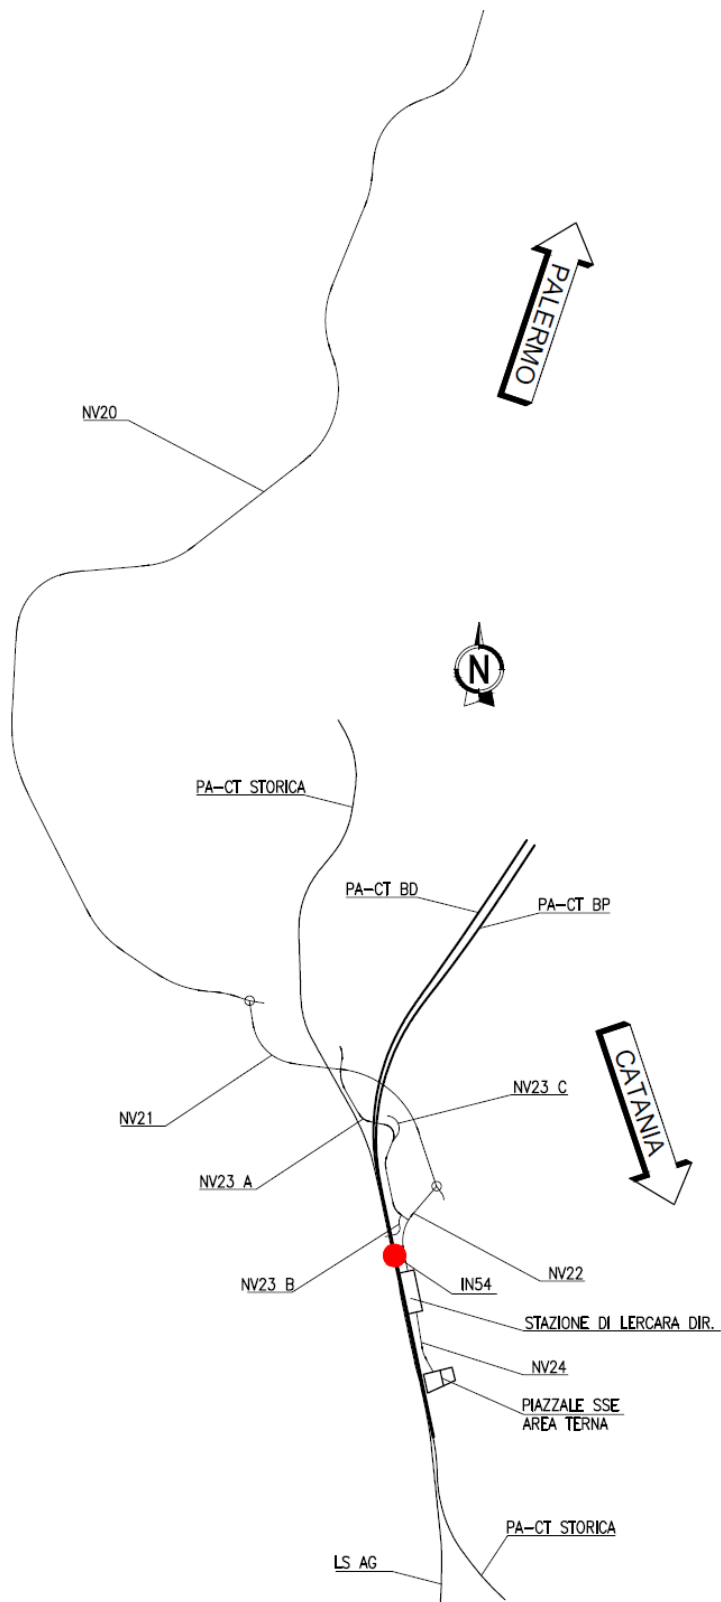 PALERMO
NV20
N
PA-CT STORICA
PA-CT BD
PA-CT BP
CATANIA
NV23 C
NV21
NV23 A
NV22
NV23 B
IN54
STAZIONE DI LERCARA DIR.
NV24
PIAZZALE SSE
AREA TERNA
PA-CT STORICA
LS AG